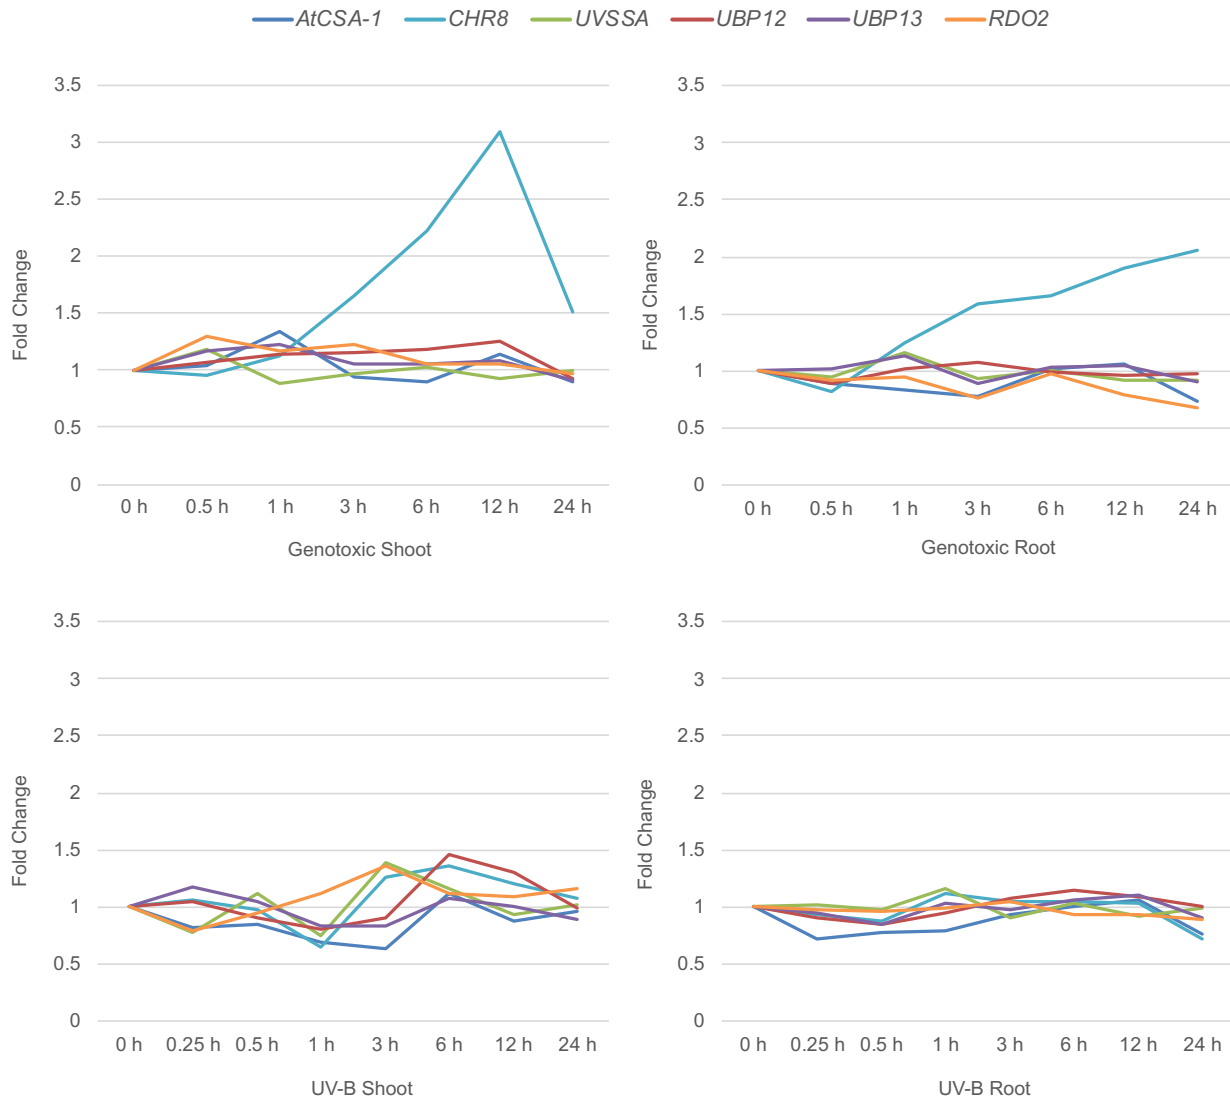 AtCSA-1 CHR8 UVSSA UBP12 UBP13 RDO2
3.5
3
2.5
2
1.5
1
0.5
0
Fold Change
0 h 0.5 h 1 h 3 h 6 h 12 h 24 h
Genotoxic Shoot
3.5
3
2.5
2
1.5
1
0.5
0
Fold Change
0 h 0.5 h 1 h 3 h 6 h 12 h 24 h
Genotoxic Root
3.5
3
2.5
2
1.5
1
0.5
0
Fold Change
0 h 0.25 h 0.5 h 1 h 3 h 6 h 12 h 24 h
UV-B Shoot
3.5
3
2.5
2
1.5
1
0.5
0
Fold Change
0 h 0.25 h 0.5 h 1 h 3 h 6 h 12 h 24 h
UV-B Root